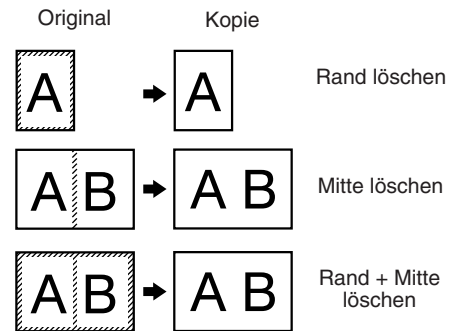 Original Kopie
A A Rand löschen
A B A B Mitte löschen
A B A B Rand + Mitte
löschen